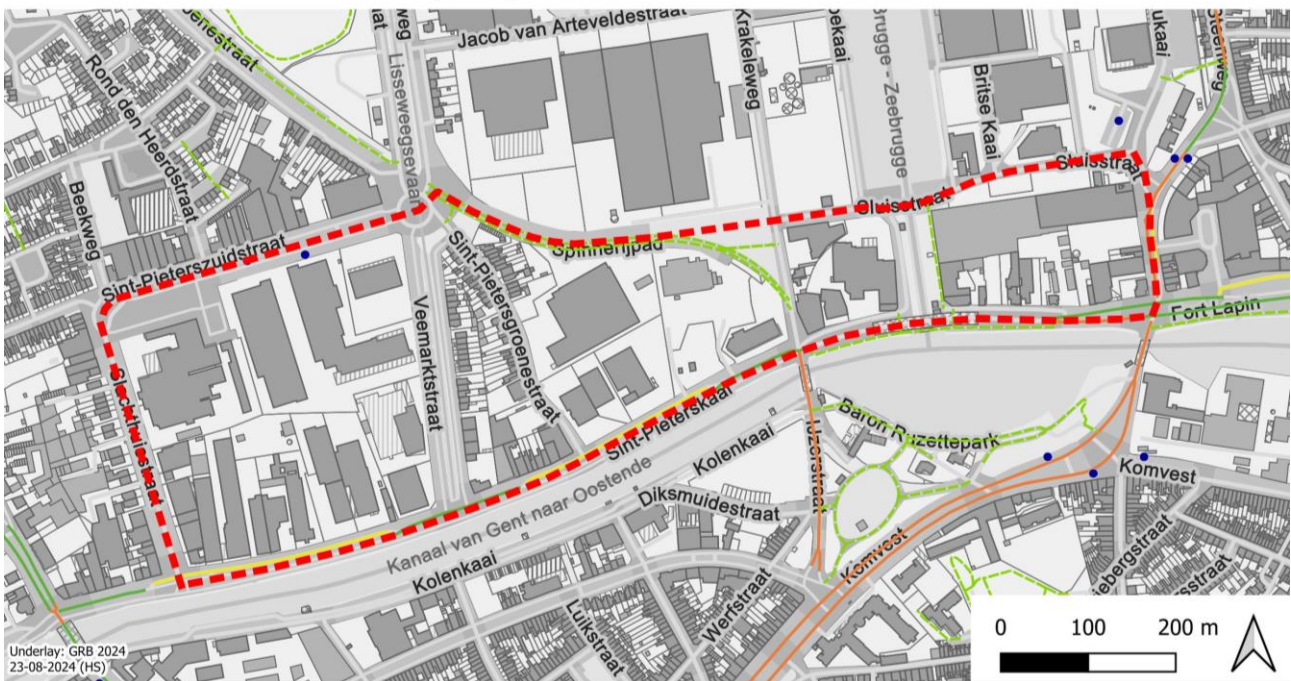 Jacob van Arteveldestraat
Rond den Heerdstraat
Lisseweegsevaart
Krakeleweg
Brugge - Zeebrugge
Britse Kaai
Beekweg
Sluisstraat
Sluisstraat
Sint-Pieterszuidstraat
Spinnerijpad
Sint-Pietersgroenestraat
Veemarktstraat
Fort Lapin
Slachthuisstraat
Sint-Pieterskaai
Baron Ruzettepark
Kolenkaai
Komvest
Diksmuidestraat
Kanaal van Gent naar Oostende
Kolenkaai
Komvest
Werfstraat
Luikstraat
0 100 200 m
Underlay: GRB 2024
23-08-2024 (HS)